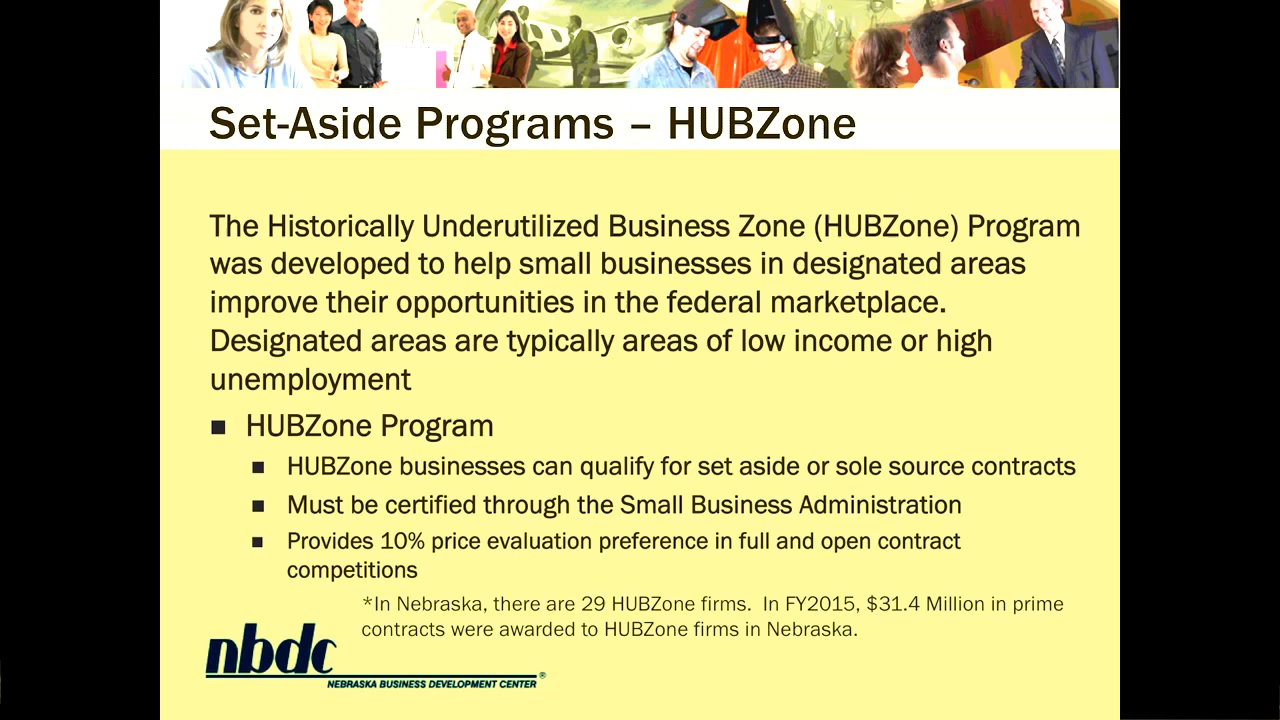 Set-Aside Programs – HUBZone
The Historically Underutilized Business Zone (HUBZone) Program
was developed to help small businesses in designated areas
improve their opportunities in the federal marketplace.
Designated areas are typically areas of low income or high
unemployment
■ HUBZone Program
■ HUBZone businesses can qualify for set aside or sole source contracts
■ Must be certified through the Small Business Administration
■ Provides 10% price evaluation preference in full and open contract
competitions
*In Nebraska, there are 29 HUBZone firms.  In FY2015, $31.4 Million in prime
contracts were awarded to HUBZone firms in Nebraska.
nbdc
NEBRASKA BUSINESS DEVELOPMENT CENTER®